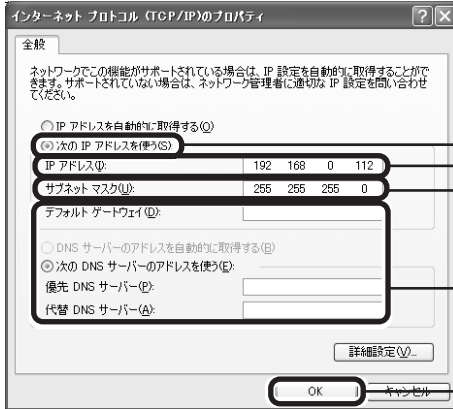 インターネット プロトコル (TCP/IP)のプロパティ
全般
ネットワークでこの機能がサポートされている場合は、IP 設定を自動的に取得することがで
きます。サポートされていない場合は、ネットワーク管理者に適切な IP 設定を問い合わせ
てください。
IP アドレスを自動的に取得する(O)
次の IP アドレスを使う(S)
IP アドレス(I): 192 168 0 112
サブネット マスク(U): 255 255 255 0
デフォルト ゲートウェイ(D):
DNS サーバーのアドレスを自動的に取得する(B)
次の DNS サーバーのアドレスを使う(E):
優先 DNS サーバー(P):
代替 DNS サーバー(A):
詳細設定(V)...
OK キャンセル